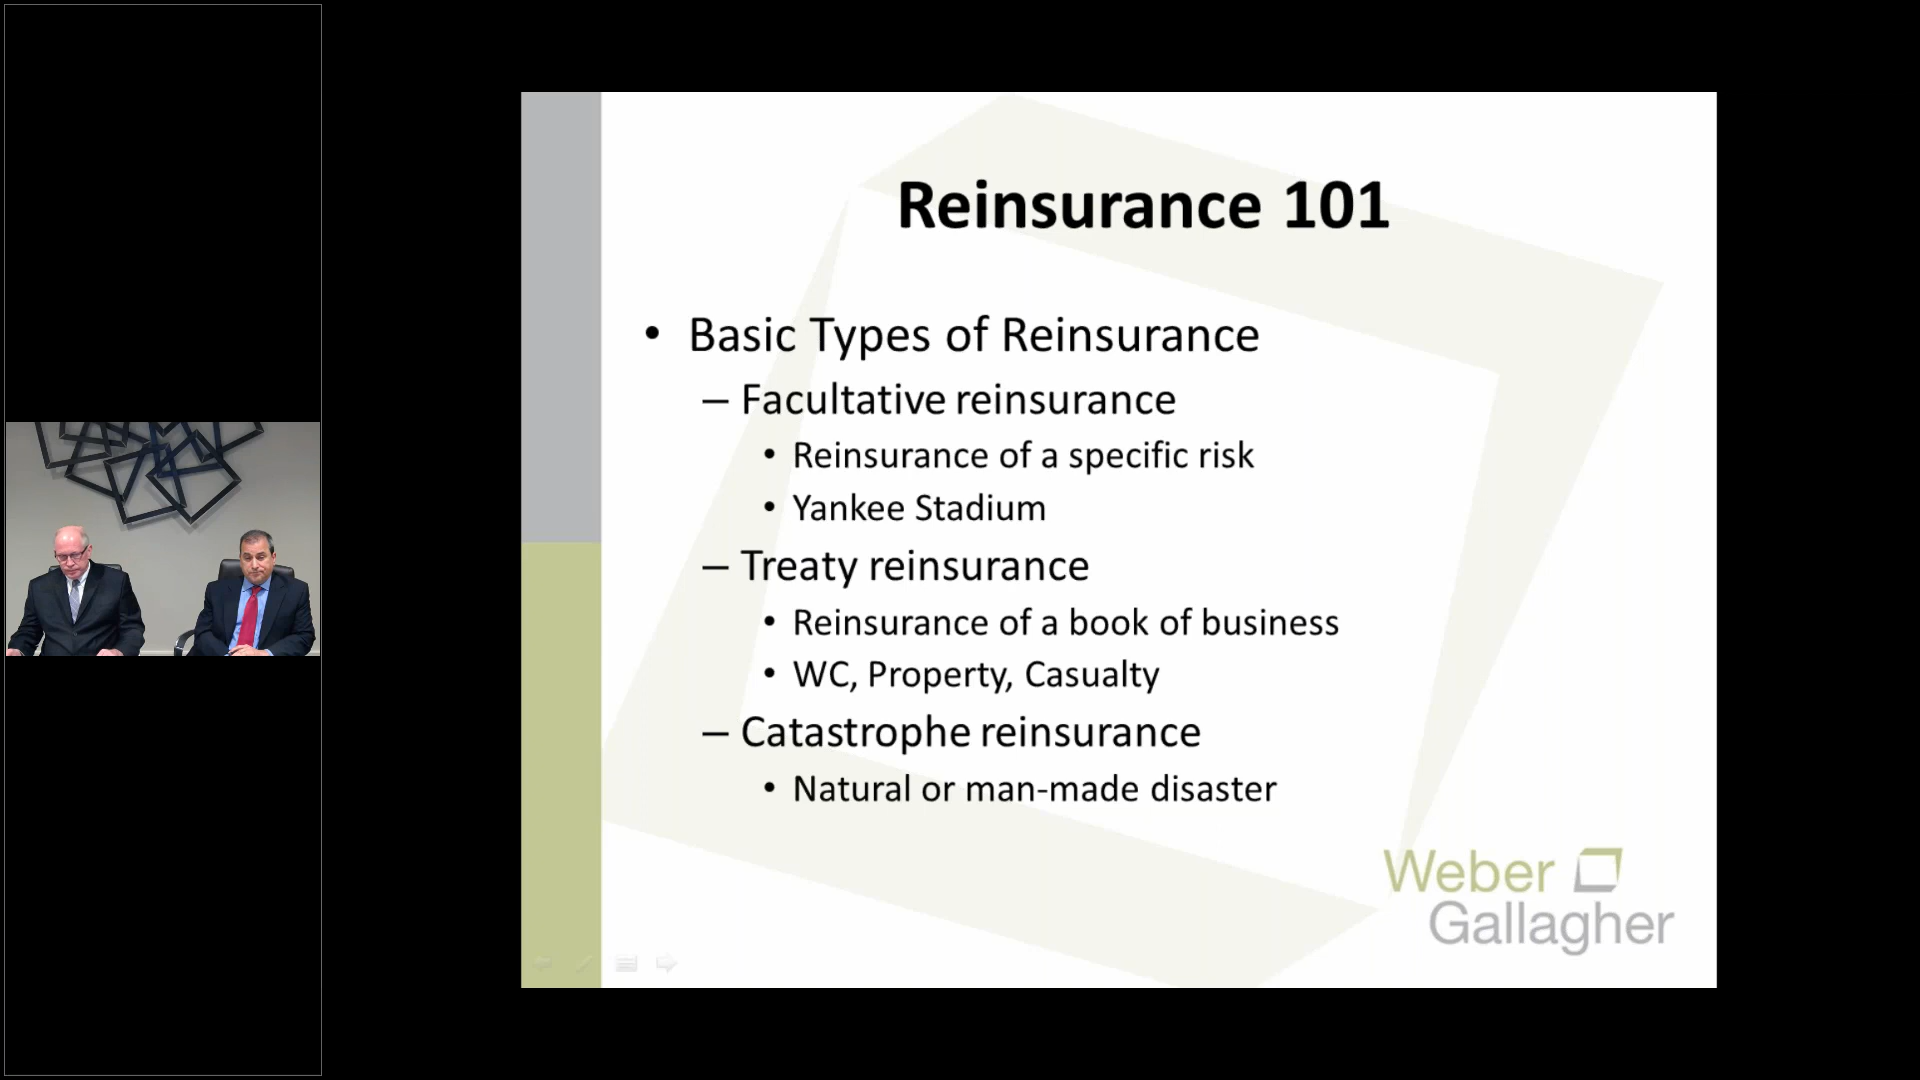 Reinsurance 101
• Basic Types of Reinsurance
– Facultative reinsurance
• Reinsurance of a specific risk
• Yankee Stadium
– Treaty reinsurance
• Reinsurance of a book of business
• WC, Property, Casualty
– Catastrophe reinsurance
• Natural or man-made disaster
Weber
Gallagher